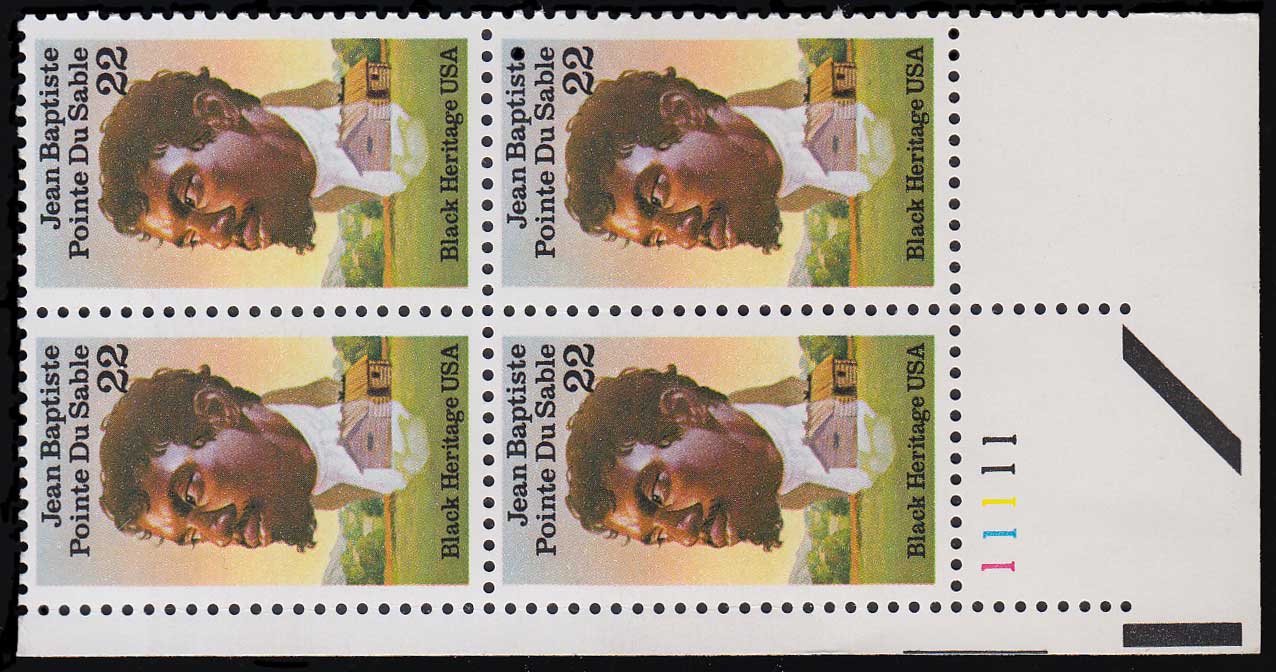 Jean Baptiste
Pointe Du Sable
22
Black Heritage USA
Jean Baptiste
Pointe Du Sable
22
Black Heritage USA
Jean Baptiste
Pointe Du Sable
22
Black Heritage USA
Jean Baptiste
Pointe Du Sable
22
Black Heritage USA
11111